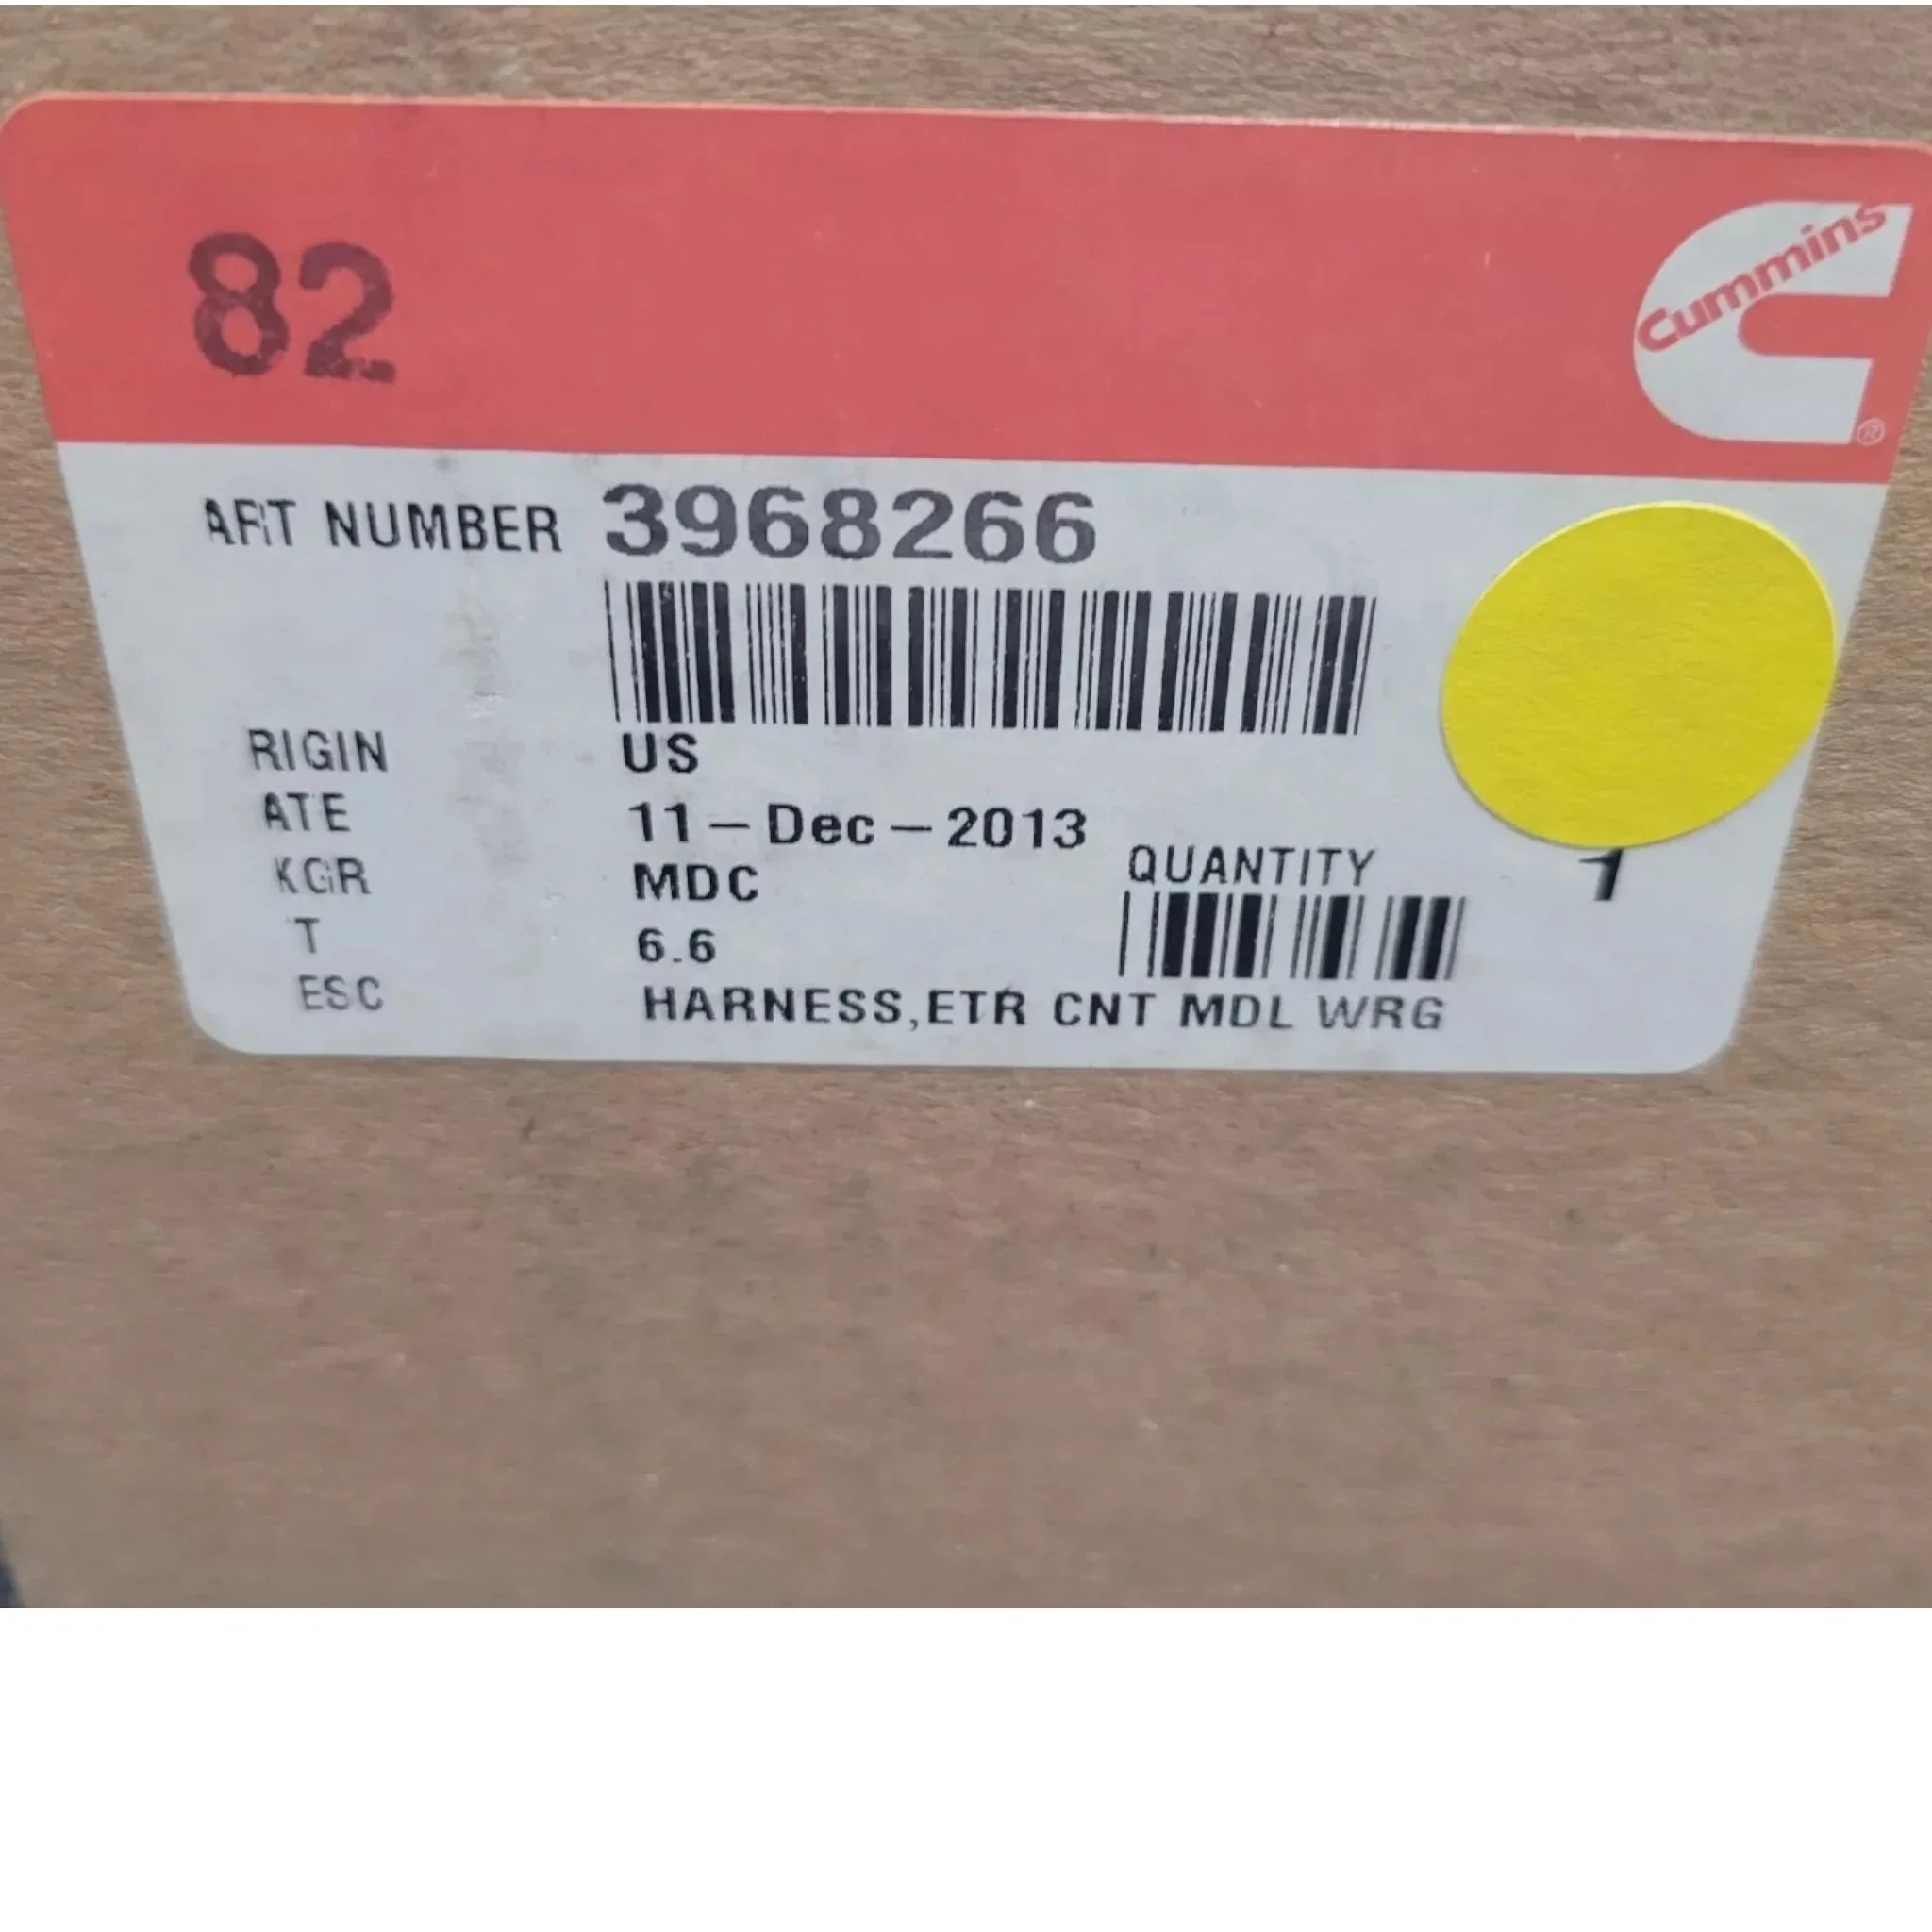 82
Cummins
ART NUMBER 3968266
RIGIN US
ATE 11-Dec-2013
KGR MDC
QUANTITY 1
T 6.6
ESC HARNESS,ETR CNT MDL WRG